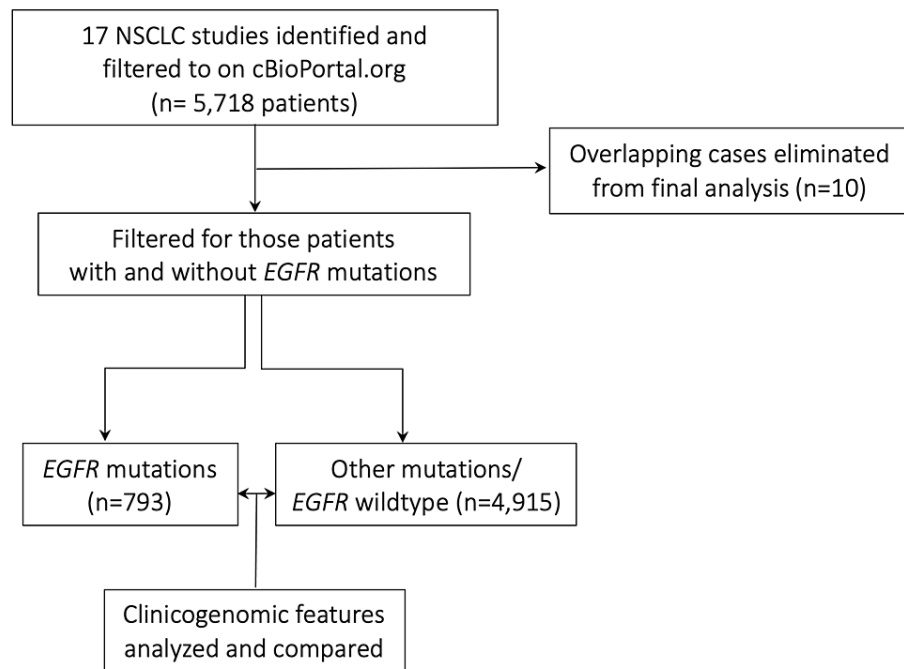 17 NSCLC studies identified and
filtered to on cBioPortal.org
(n= 5,718 patients)
Overlapping cases eliminated
from final analysis (n=10)
Filtered for those patients
with and without EGFR mutations
EGFR mutations
(n=793)
Other mutations/
EGFR wildtype (n=4,915)
Clinicogenomic features
analyzed and compared